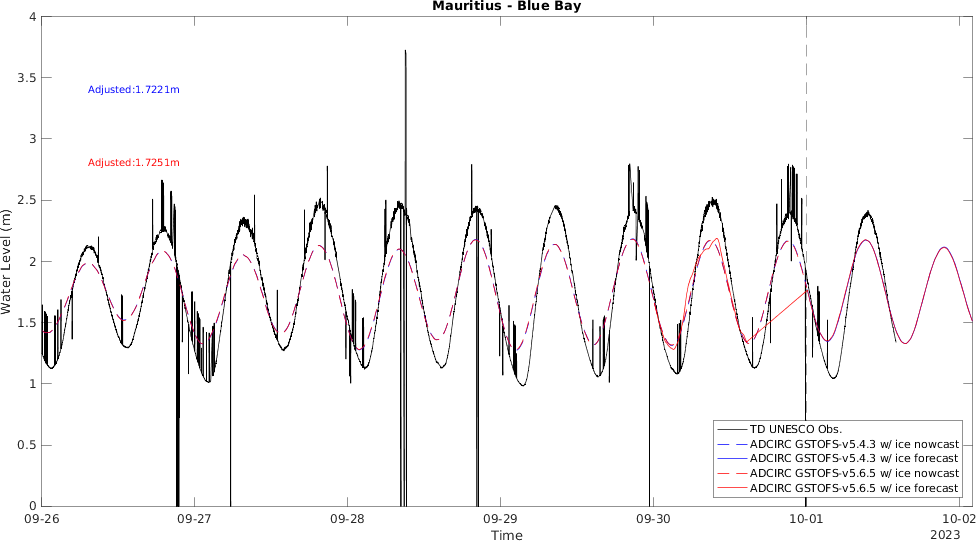 Mauritius - Blue Bay
4
3.5
3
2.5
2
1.5
1
0.5
0
Water Level (m)
Adjusted:1.7221m
Adjusted:1.7251m
TD UNESCO Obs.
ADCIRC GSTOFS-v5.4.3 w/ ice nowcast
ADCIRC GSTOFS-v5.4.3 w/ ice forecast
ADCIRC GSTOFS-v5.6.5 w/ ice nowcast
ADCIRC GSTOFS-v5.6.5 w/ ice forecast
09-26 09-27 09-28 09-29 09-30 10-01 10-02
Time
2023